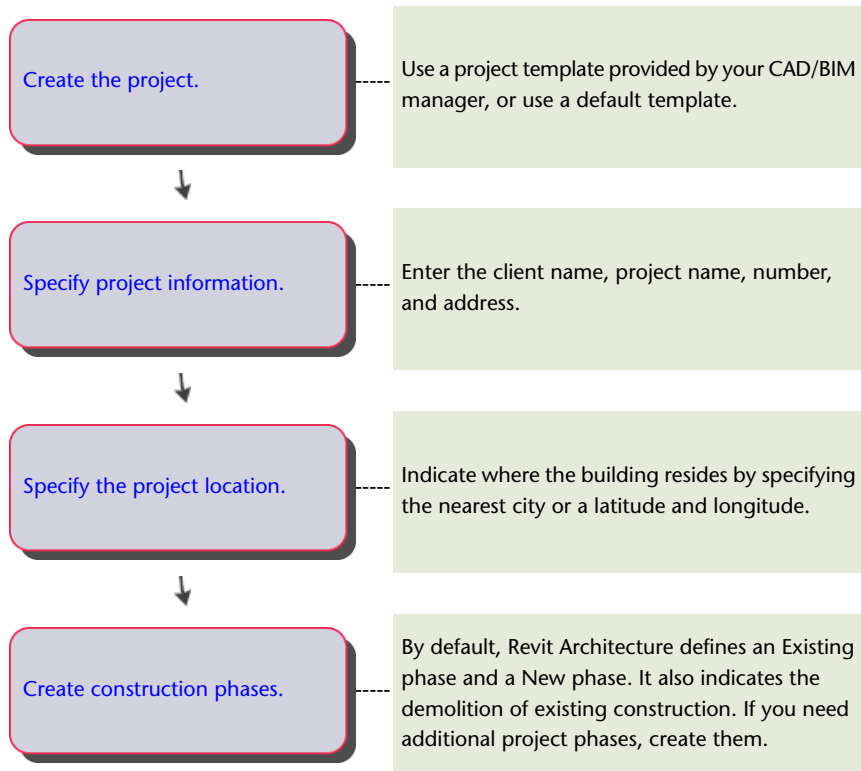 Create the project.
Use a project template provided by your CAD/BIM
manager, or use a default template.
Specify project information.
Enter the client name, project name, number,
and address.
Specify the project location.
Indicate where the building resides by specifying
the nearest city or a latitude and longitude.
Create construction phases.
By default, Revit Architecture defines an Existing
phase and a New phase. It also indicates the
demolition of existing construction. If you need
additional project phases, create them.